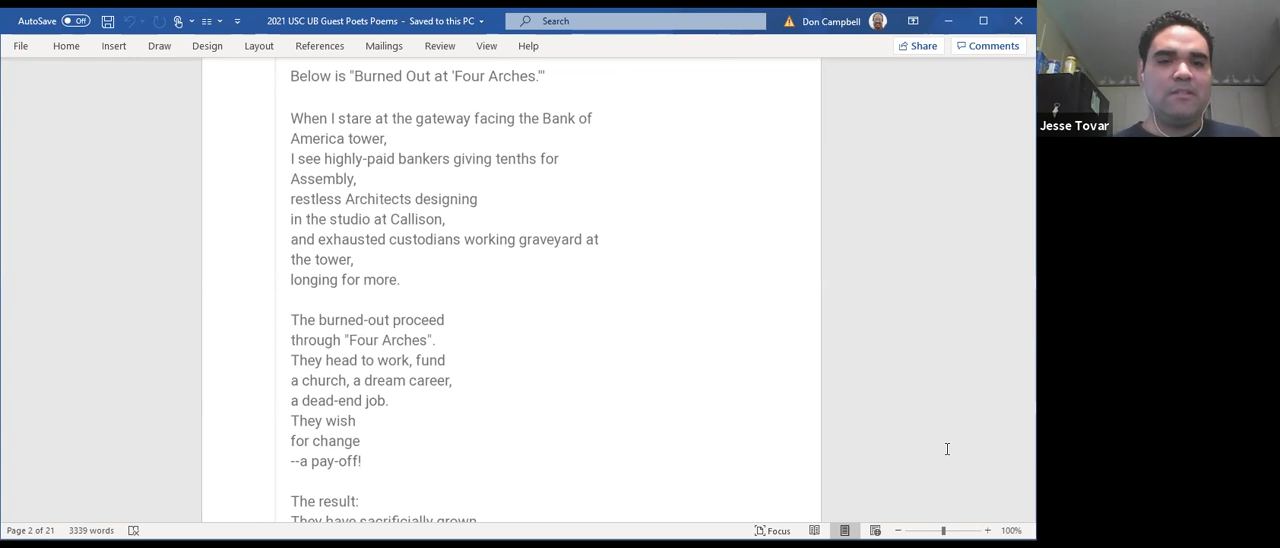 AutoSave Off 2021 USC UB Guest Poets Poems - Saved to this PC Search Don Campbell
File Home Insert Draw Design Layout References Mailings Review View Help Share Comments
Jesse Tovar
Below is "Burned Out at 'Four Arches.'"
When I stare at the gateway facing the Bank of
America tower,
I see highly-paid bankers giving tenths for
Assembly,
restless Architects designing
in the studio at Callison,
and exhausted custodians working graveyard at
the tower,
longing for more.
The burned-out proceed
through "Four Arches".
They head to work, fund
a church, a dream career,
a dead-end job.
They wish
for change
--a pay-off!
The result:
They have sacrificially grown
Page 2 of 21 3339 words Focus 100%